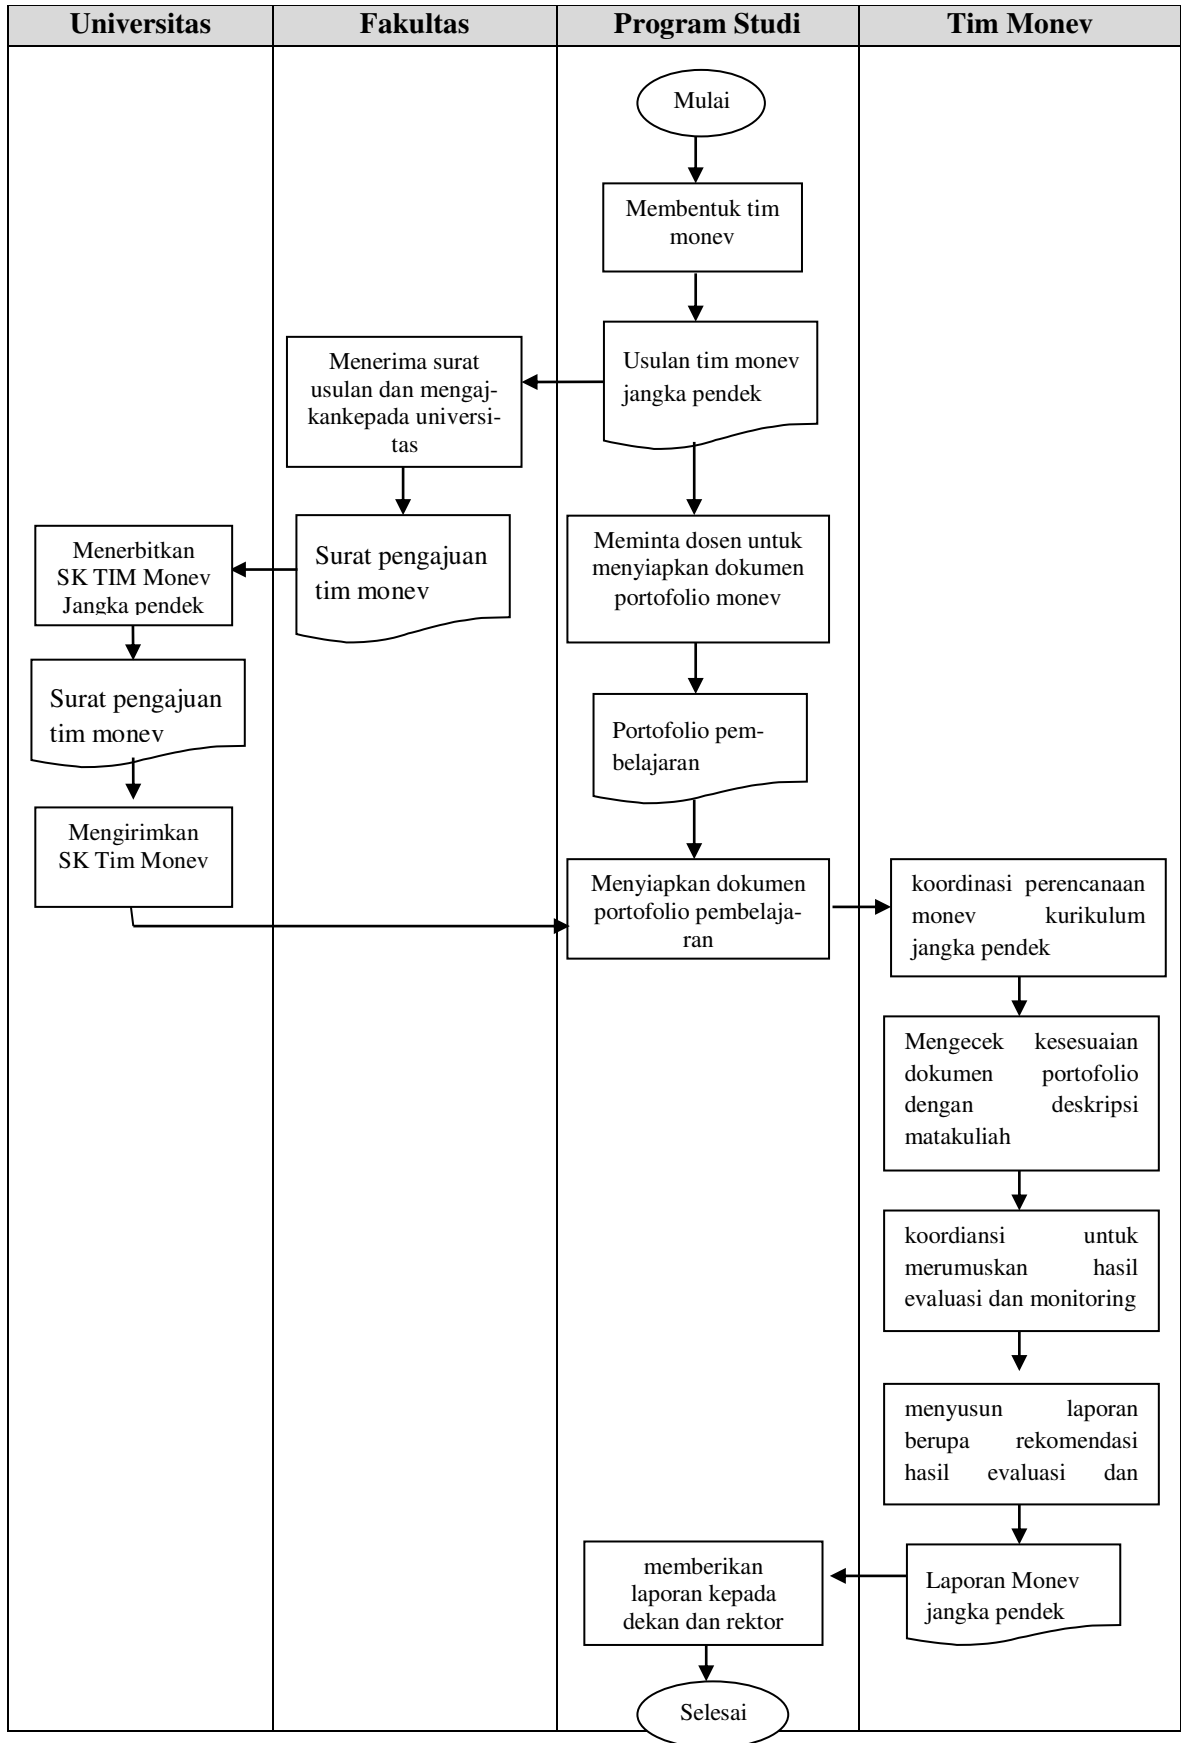 Universitas
Fakultas
Program Studi
Tim Monev
Mulai
Membentuk tim
monev
Usulan tim monev
jangka pendek
Menerima surat
usulan dan mengaj-
kankepada universi-
tas
Surat pengajuan
tim monev
Menerbitkan
SK TIM Monev
Jangka pendek
Surat pengajuan
tim monev
Mengirimkan
SK Tim Monev
Meminta dosen untuk
menyiapkan dokumen
portofolio monev
Portofolio pem-
belajaran
Menyiapkan dokumen
portofolio pembelaja-
ran
koordinasi perencanaan
monev kurikulum
jangka pendek
Mengecek kesesuaian
dokumen portofolio
dengan deskripsi
matakuliah
koordiansi untuk
merumuskan hasil
evaluasi dan monitoring
menyusun laporan
berupa rekomendasi
hasil evaluasi dan
Laporan Monev
jangka pendek
memberikan
laporan kepada
dekan dan rektor
Selesai